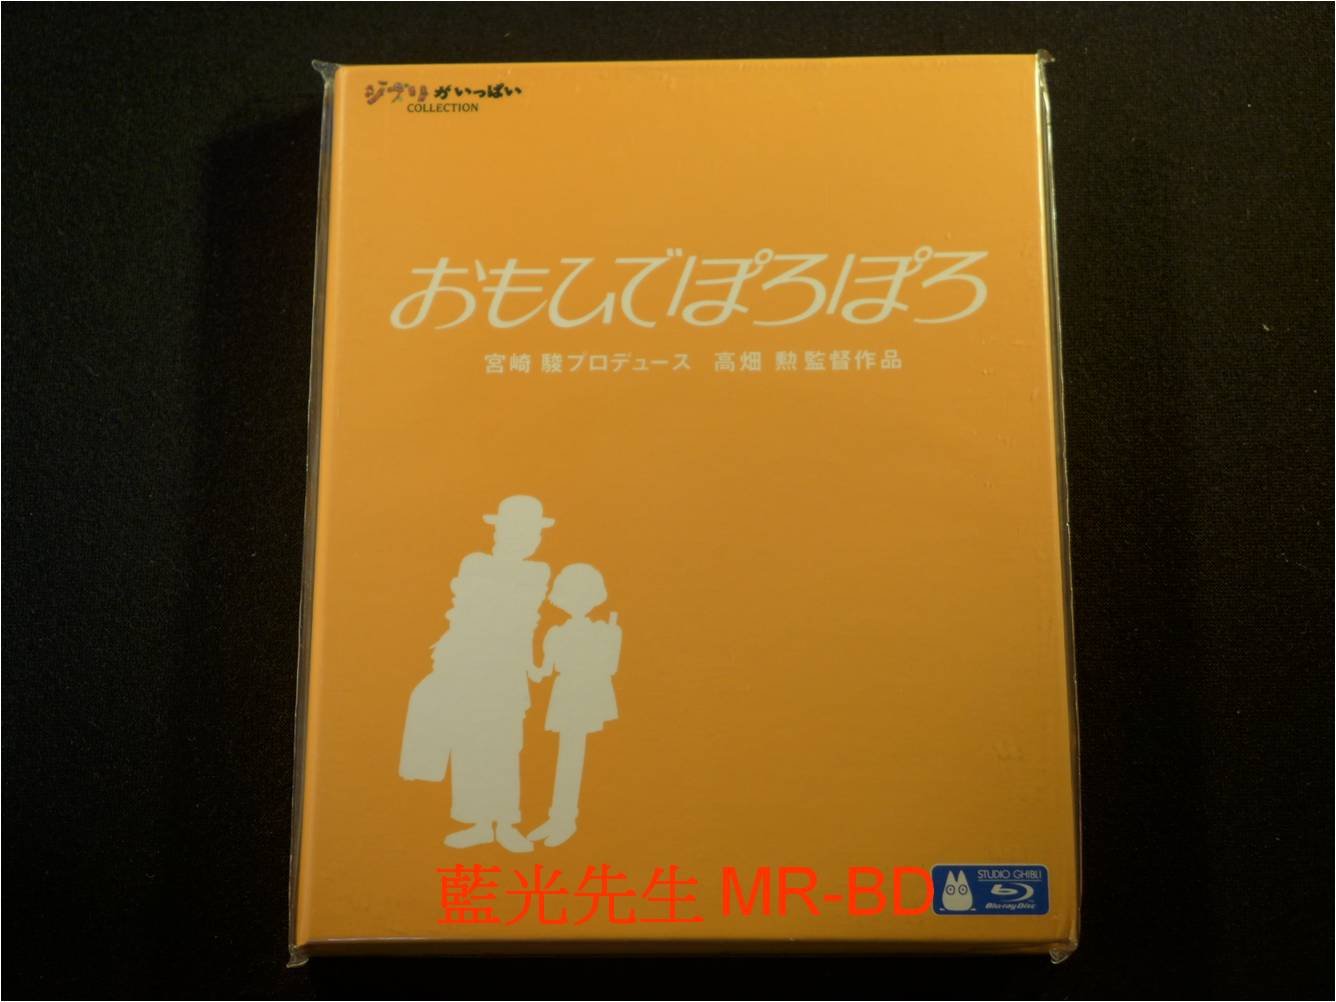 ジブリがいっぱい
COLLECTION
おもひでぽろぽろ
宮崎 駿プロデュース 高畑 勲監督作品
藍光先生 MR-BD
STUDIO GHIBLI
Blu-ray Disc